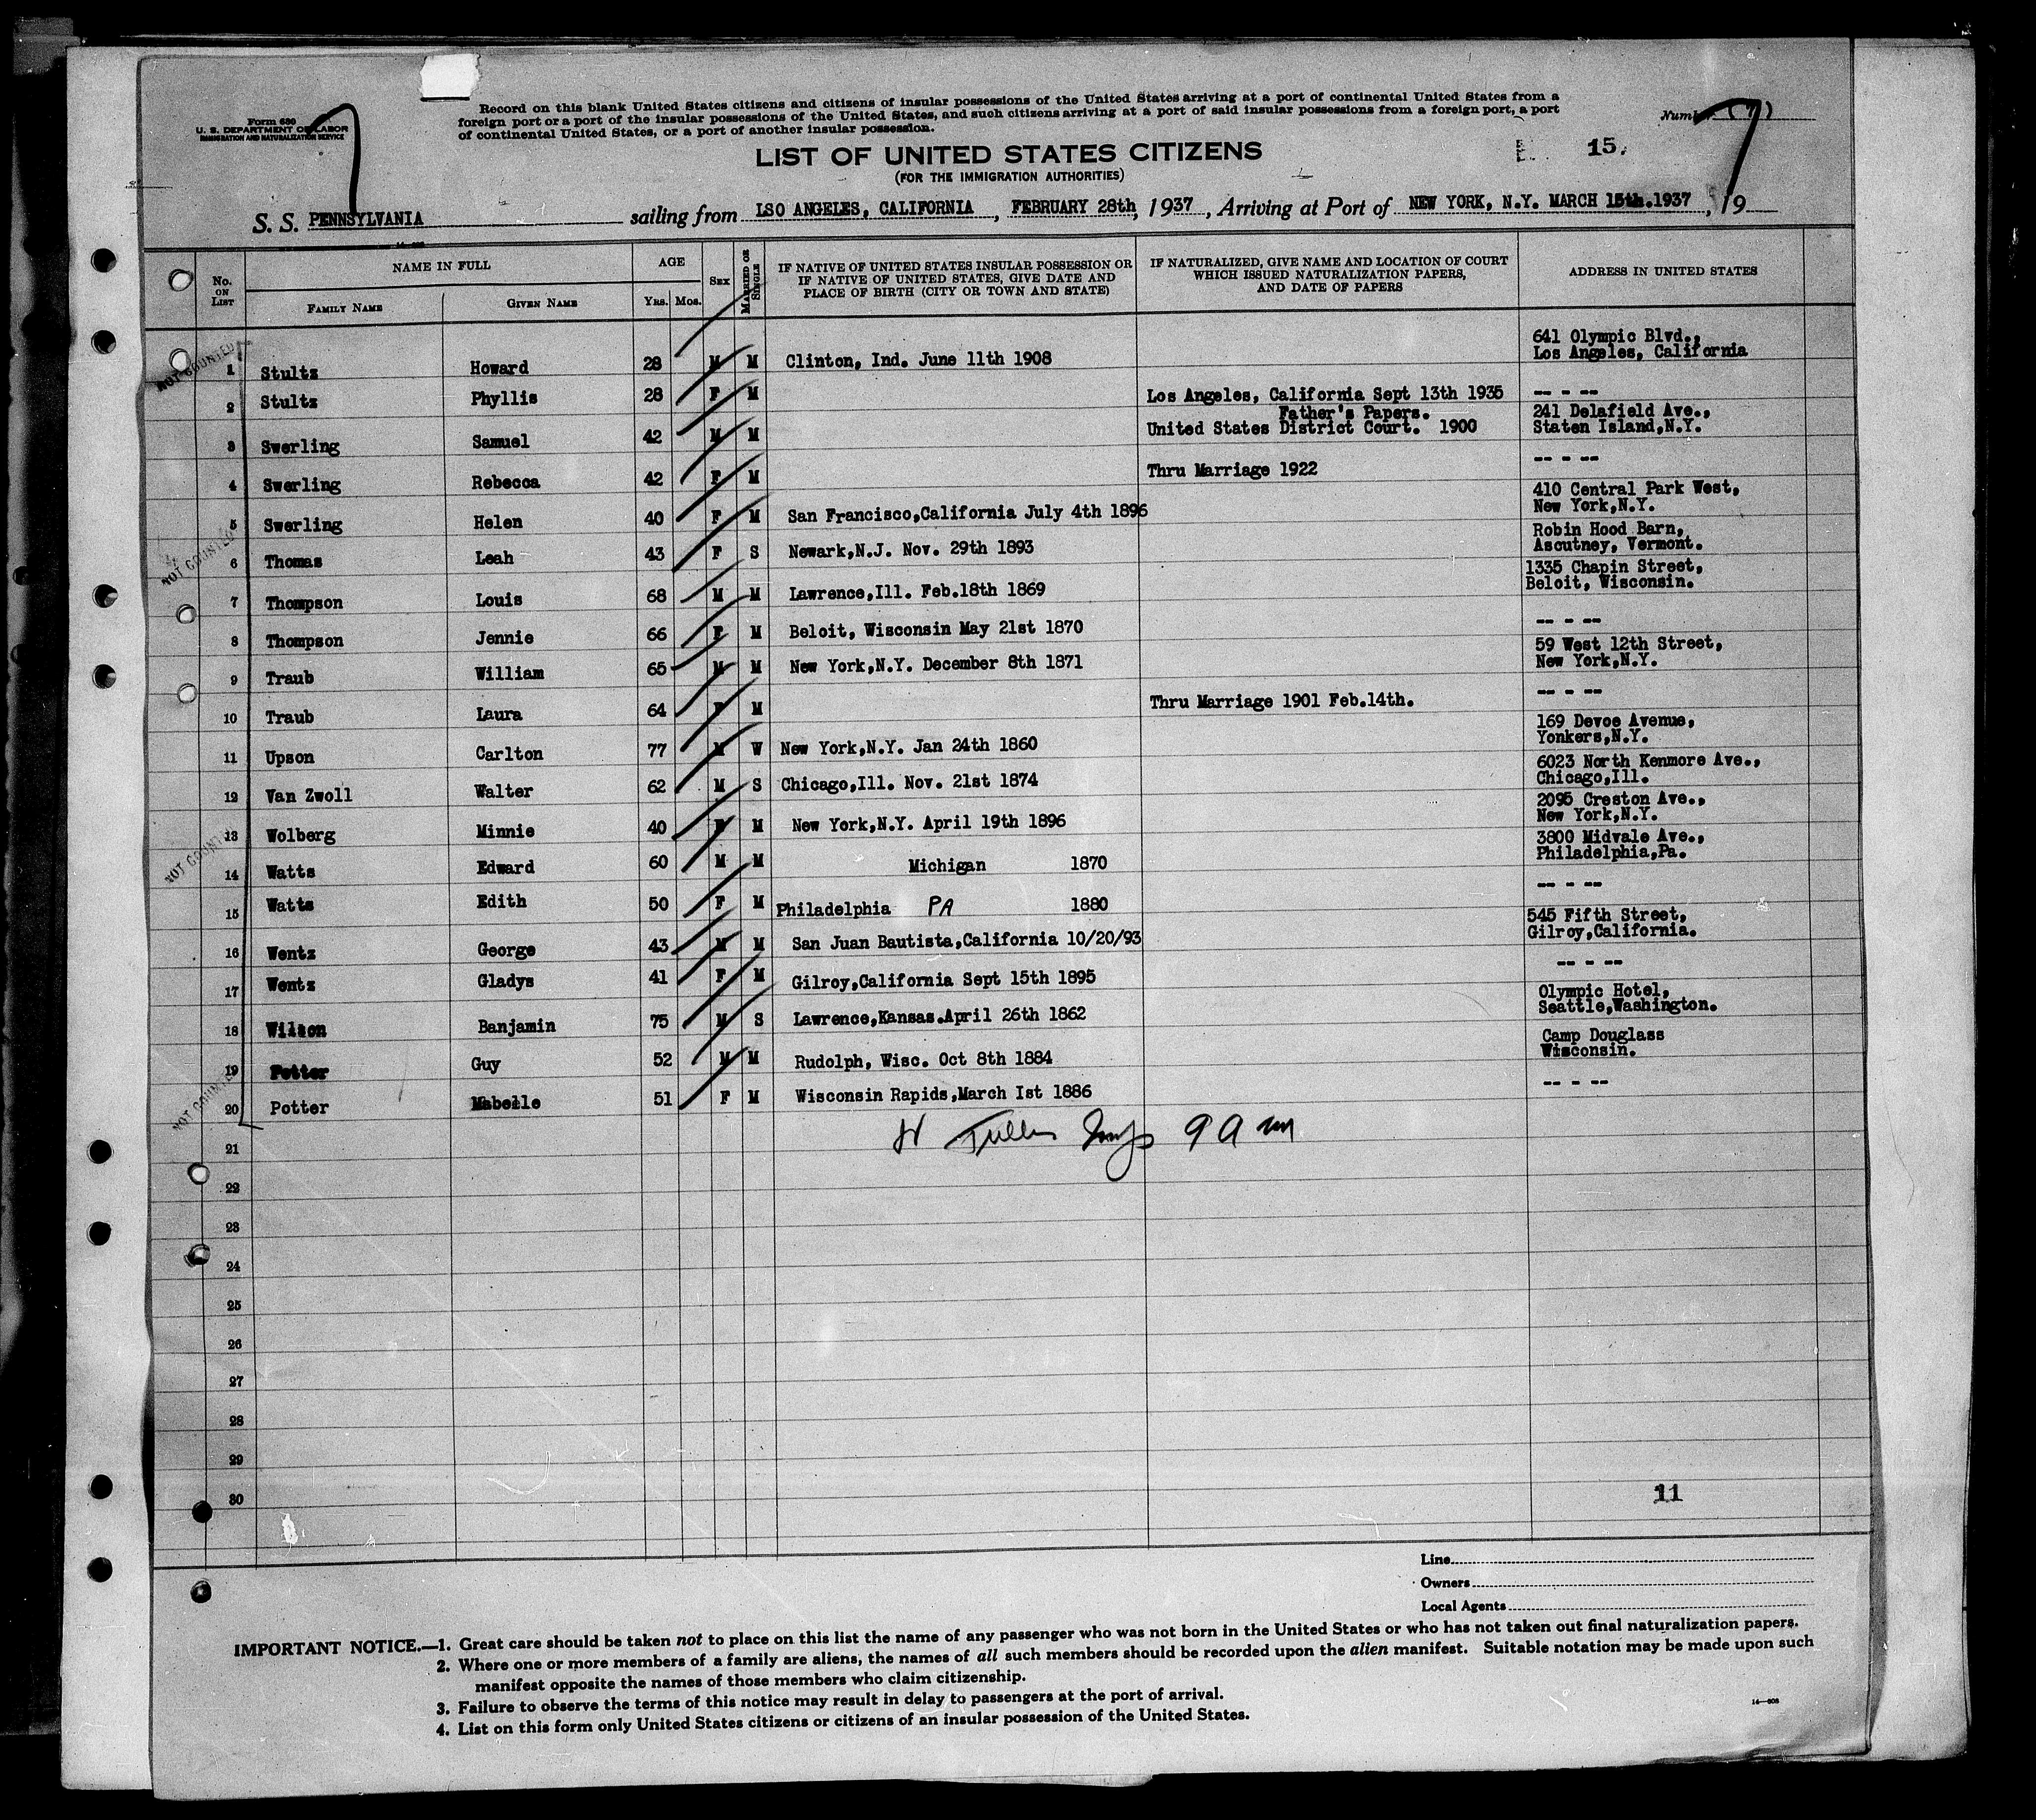 Form 630
U. S. DEPARTMENT OF LABOR
IMMIGRATION AND NATURALIZATION SERVICE
Record on this blank United States citizens and citizens of insular possessions of the United States arriving at a port of continental United States from a
foreign port or a port of the insular possessions of the United States, and such citizens arriving at a port of said insular possessions from a foreign port, a port
of continental United States, or a port of another insular possession.
7
7
LIST OF UNITED STATES CITIZENS
15.
(FOR THE IMMIGRATION AUTHORITIES)
S. S. PENNSYLVANIA sailing from LSO ANGELES, CALIFORNIA, FEBRUARY 28th, 1937, Arriving at Port of NEW YORK, N.Y. MARCH 15th.1937, 19
No. ON LIST
NAME IN FULL
FAMILY NAME
GIVEN NAME
AGE
YRS. MOS.
SEX
MARRIED OR SINGLE
IF NATIVE OF UNITED STATES INSULAR POSSESSION OR
IF NATIVE OF UNITED STATES, GIVE DATE AND
PLACE OF BIRTH (CITY OR TOWN AND STATE)
IF NATURALIZED, GIVE NAME AND LOCATION OF COURT
WHICH ISSUED NATURALIZATION PAPERS,
AND DATE OF PAPERS
ADDRESS IN UNITED STATES
NOT COUNTED
1 Stultz Howard 28 M M Clinton, Ind. June 11th 1908 641 Olympic Blvd., Los Angeles, California
2 Stultz Phyllis 28 F M Los Angeles, California Sept 13th 1935 -- - --
3 Swerling Samuel 42 M M Father's Papers. United States District Court. 1900 241 Delafield Ave., Staten Island,N.Y.
4 Swerling Rebecca 42 F M Thru Marriage 1922 -- - --
5 Swerling Helen 40 F M San Francisco,California July 4th 1896 410 Central Park West, New York,N.Y.
NOT COUNTED
6 Thomas Leah 43 F S Newark,N.J. Nov. 29th 1893 Robin Hood Barn, Ascutney, Vermont.
7 Thompson Louis 68 M M Lawrence,Ill. Feb.18th 1869 1335 Chapin Street, Beloit, Wisconsin.
8 Thompson Jennie 66 F M Beloit, Wisconsin May 21st 1870 -- - --
9 Traub William 65 M M New York,N.Y. December 8th 1871 59 West 12th Street, New York,N.Y.
10 Traub Laura 64 F M Thru Marriage 1901 Feb.14th. -- - --
11 Upson Carlton 77 M W New York,N.Y. Jan 24th 1860 169 Devoe Avenue, Yonkers,N.Y.
12 Van Zwoll Walter 62 M S Chicago,Ill. Nov. 21st 1874 6023 North Kenmore Ave., Chicago,Ill.
13 Wolberg Minnie 40 F M New York,N.Y. April 19th 1896 2095 Creston Ave., New York,N.Y.
NOT COUNTED
14 Watts Edward 60 M M Michigan 1870 3800 Midvale Ave., Philadelphia,Pa.
15 Watts Edith 50 F M Philadelphia PA 1880 -- - --
16 Wentz George 43 M M San Juan Bautista,California 10/20/93 545 Fifth Street, Gilroy,California.
17 Wentz Gladys 41 F M Gilroy,California Sept 15th 1895 -- - --
18 Wilson Banjamin 75 M S Lawrence,Kansas.April 26th 1862 Olympic Hotel, Seattle,Washington.
19 Potter Guy 52 M M Rudolph, Wisc. Oct 8th 1884 Camp Douglass Wisconsin.
NOT COUNTED
20 Potter Mabelle 51 F M Wisconsin Rapids,March Ist 1886 -- - --
21
9 a m
22
23
24
25
26
27
28
29
30
11
Line
Owners
Local Agents
IMPORTANT NOTICE.—1. Great care should be taken not to place on this list the name of any passenger who was not born in the United States or who has not taken out final naturalization papers.
2. Where one or more members of a family are aliens, the names of all such members should be recorded upon the alien manifest. Suitable notation may be made upon such
manifest opposite the names of those members who claim citizenship.
3. Failure to observe the terms of this notice may result in delay to passengers at the port of arrival.
4. List on this form only United States citizens or citizens of an insular possession of the United States.
14—608